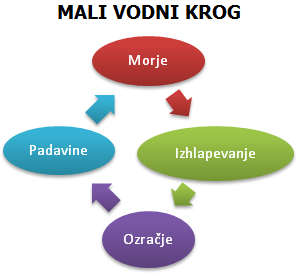 MALI VODNI KROG
Morje
Padavine
Izhlapevanje
Ozračje